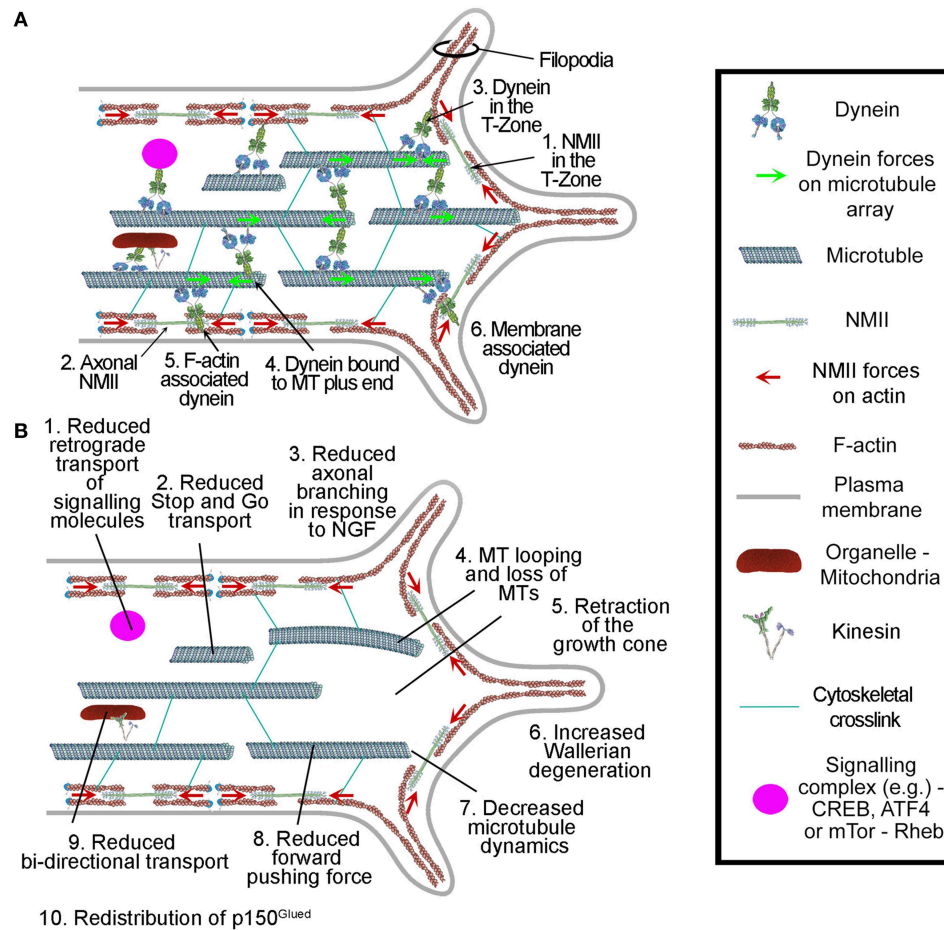 A
Filopodia
3. Dynein
in the
T-Zone
1. NMII
in the
T-Zone
2. Axonal
NMII
5. F-actin
associated
dynein
4. Dynein bound
to MT plus end
6. Membrane
associated
dynein
B
1. Reduced
retrograde
transport
of
signalling
molecules
2. Reduced
Stop and Go
transport
3. Reduced
axonal
branching
in response
to NGF
4. MT looping
and loss of
MTs
5. Retraction
of the
growth cone
6. Increased
Wallerian
degeneration
7. Decreased
microtubule
dynamics
8. Reduced
forward
pushing force
9. Reduced
bi-directional transport
10. Redistribution of p150Glued
Dynein
Dynein forces
on microtubule
array
Microtuble
NMII
NMII forces
on actin
F-actin
Plasma
membrane
Organelle -
Mitochondria
Kinesin
Cytoskeletal
crosslink
Signalling
complex (e.g.) -
CREB, ATF4
or mTor - Rheb